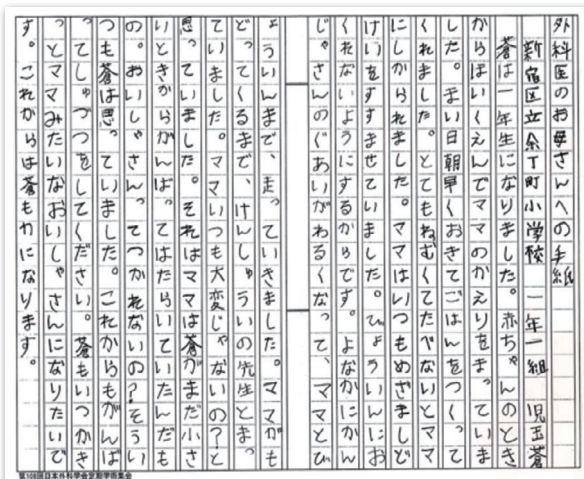 外科医のお母さんへの手紙
新宿区立余丁町小学校 一年一組 児玉蒼
蒼は一年生になりました。赤ちゃんのとき
からほいくえんでママのかえりをまっていま
した。まい日朝早くおきてごはんをつくって
くれました。とてもねむくてたべないとママ
にしかられました。ママはいつもめざましど
けいをすすませていました。びょういんにお
くれないようにするからです。よなかにかん
じゃさんのぐあいがわるくなって、ママとび
ょういんまで、走っていきました。ママがも
どってくるまで、けんしゅういの先生とまっ
ていました。ママいつも大変じゃないの?と
思っていました。それはママは蒼がまだ小さ
いときからがんばってはたらいていたんだも
の。おいしゃさんってつかれないの?そうい
つも蒼は思っていました。これからもがんば
ってしゅづつをしてください。蒼もいつかき
っとママみたいなおいしゃさんになりたいで
す。これからは蒼もわになります。
第108回日本外科学会定期学術集会